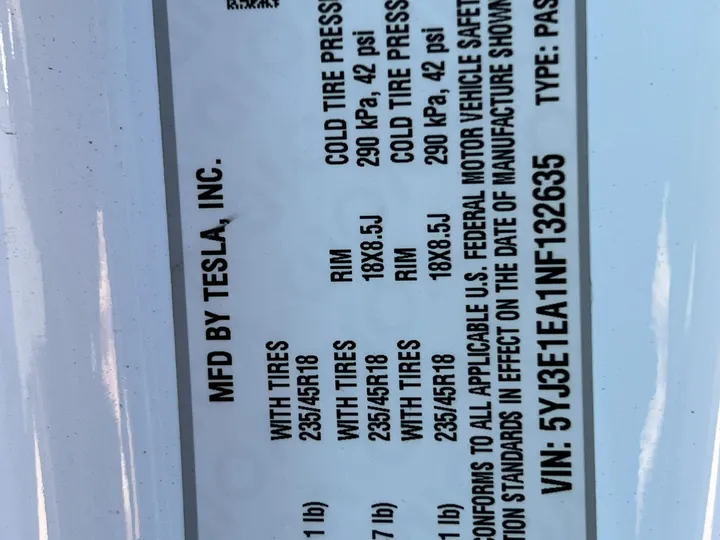 MFD BY TESLA, INC.
WITH TIRES
235/45R18
1 lb)
WITH TIRES RIM COLD TIRE PRESS
235/45R18 18X8.5J 290 kPa, 42 psi
7 lb)
WITH TIRES RIM COLD TIRE PRESS
235/45R18 18X8.5J 290 kPa, 42 psi
1 lb)
CONFORMS TO ALL APPLICABLE U.S. FEDERAL MOTOR VEHICLE SAFET
TION STANDARDS IN EFFECT ON THE DATE OF MANUFACTURE SHOWN
VIN: 5YJ3E1EA1NF132635 TYPE: PAS